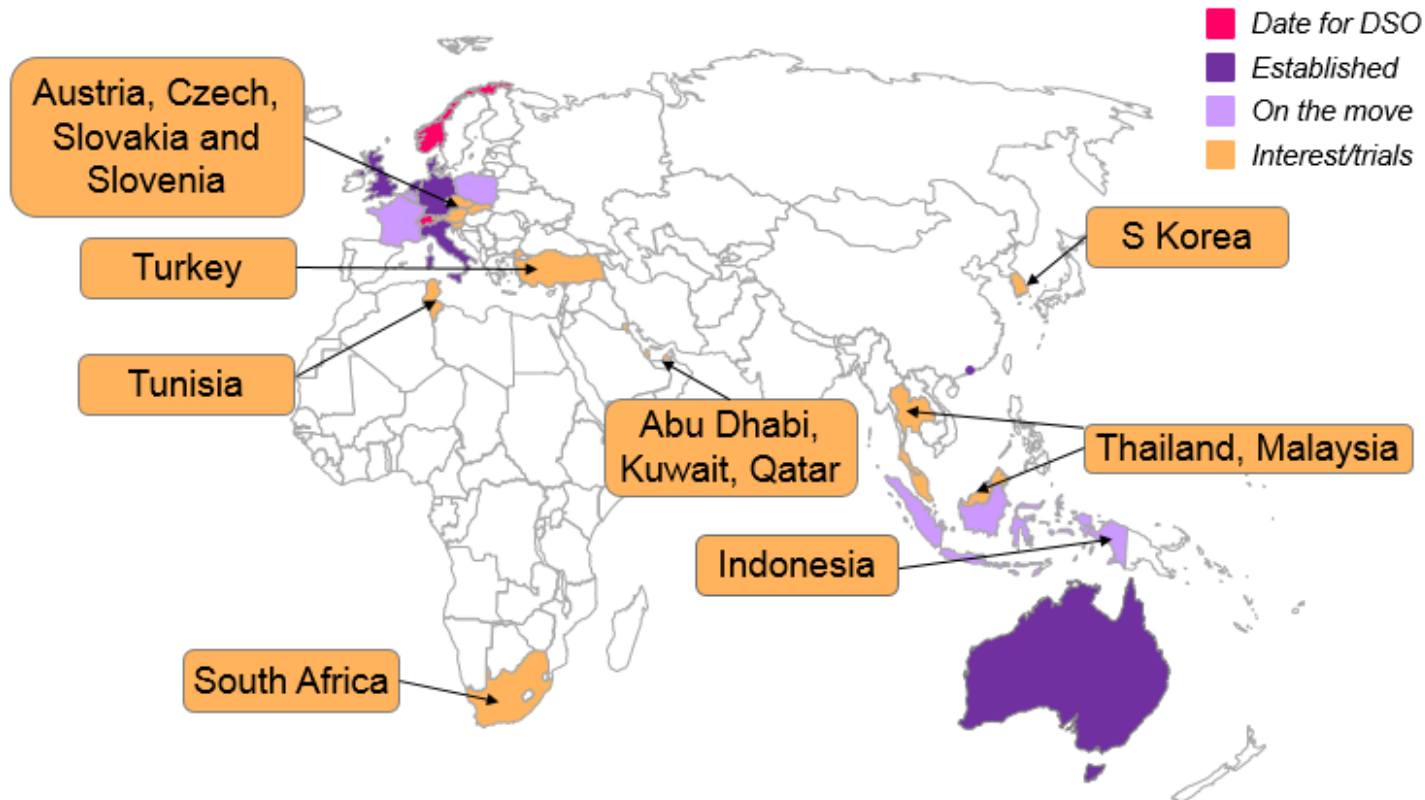 Date for DSO
Established
On the move
Interest/trials
Austria, Czech,
Slovakia and
Slovenia
Turkey
Tunisia
S Korea
Abu Dhabi,
Kuwait, Qatar
Thailand, Malaysia
Indonesia
South Africa